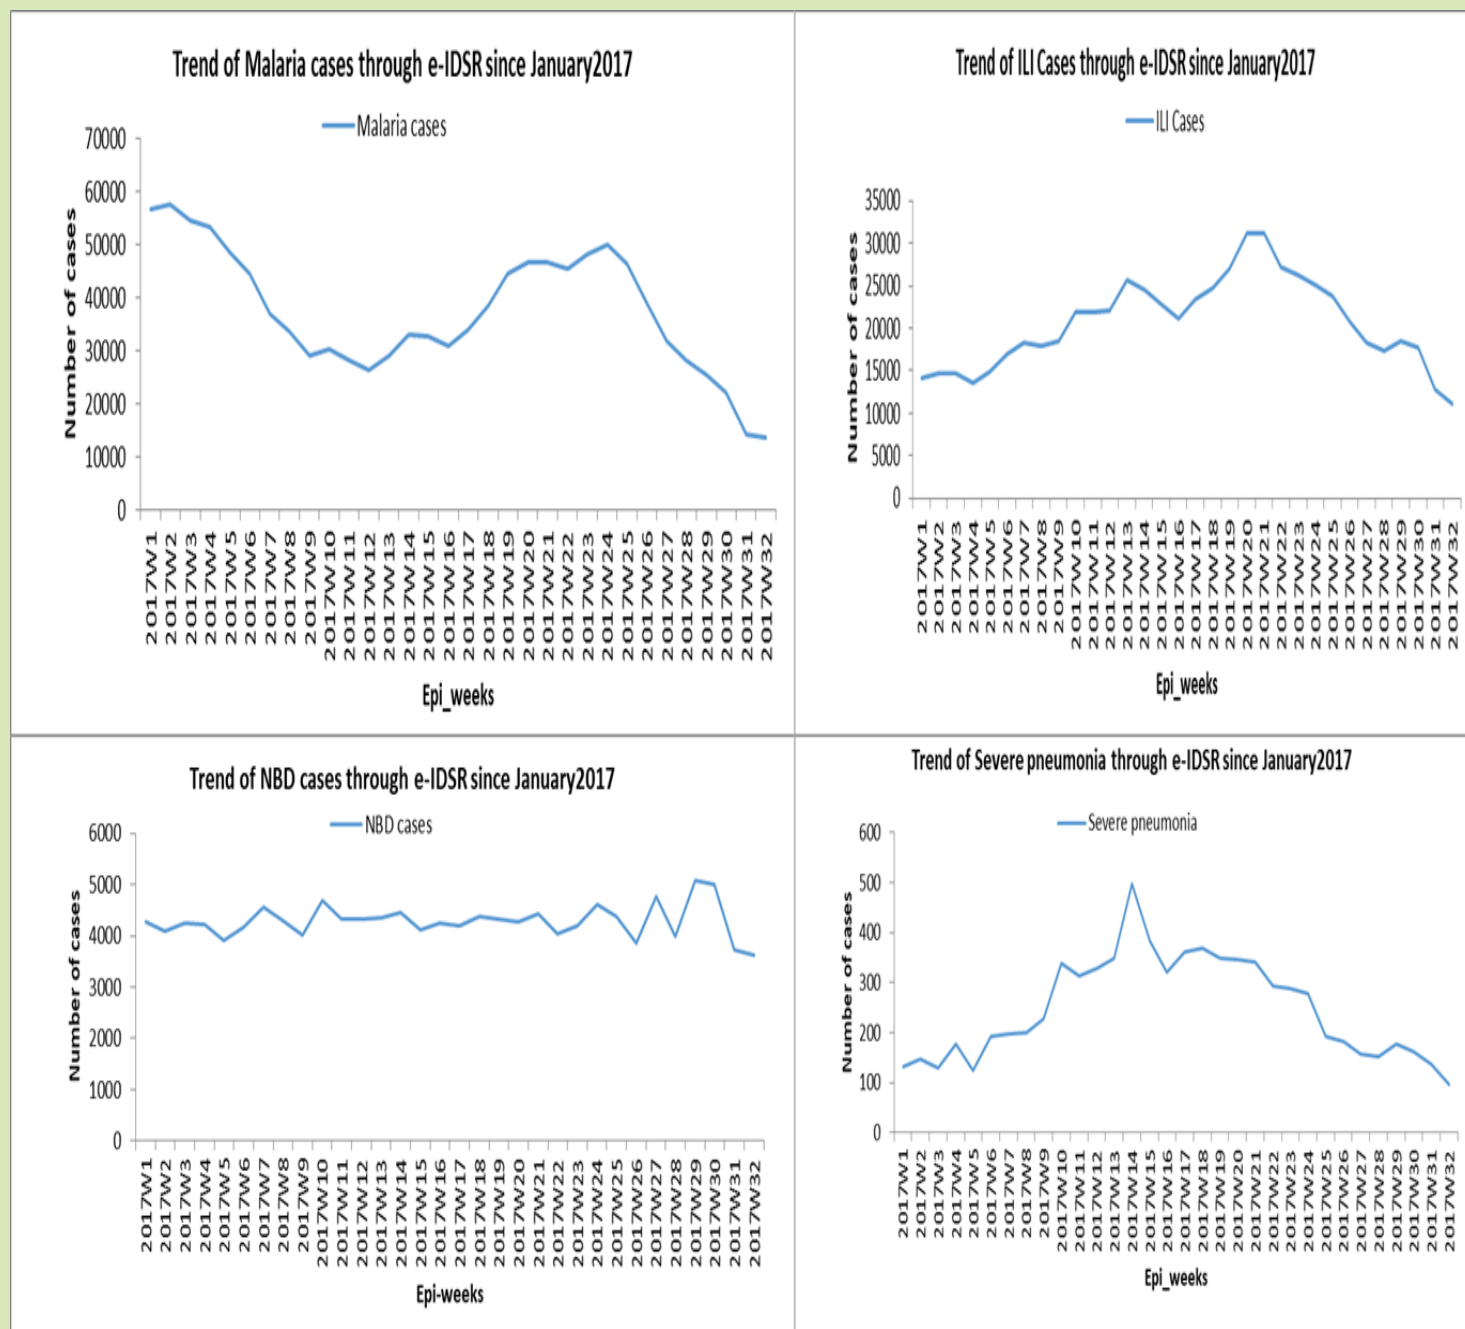 Trend of Malaria cases through e-IDSR since January2017
Malaria cases
70000
60000
50000
40000
30000
20000
10000
0
Number of cases
2017W1
2017W2
2017W3
2017W4
2017W5
2017W6
2017W7
2017W8
2017W9
2017W10
2017W11
2017W12
2017W13
2017W14
2017W15
2017W16
2017W17
2017W18
2017W19
2017W20
2017W21
2017W22
2017W23
2017W24
2017W25
2017W26
2017W27
2017W28
2017W29
2017W30
2017W31
2017W32
Epi_weeks
Trend of ILI Cases through e-IDSR since January2017
ILI Cases
35000
30000
25000
20000
15000
10000
5000
0
Number of cases
2017W1
2017W2
2017W3
2017W4
2017W5
2017W6
2017W7
2017W8
2017W9
2017W10
2017W11
2017W12
2017W13
2017W14
2017W15
2017W16
2017W17
2017W18
2017W19
2017W20
2017W21
2017W22
2017W23
2017W24
2017W25
2017W26
2017W27
2017W28
2017W29
2017W30
2017W31
2017W32
Epi_weeks
Trend of NBD cases through e-IDSR since January2017
NBD cases
6000
5000
4000
3000
2000
1000
0
Number of cases
2017W1
2017W2
2017W3
2017W4
2017W5
2017W6
2017W7
2017W8
2017W9
2017W10
2017W11
2017W12
2017W13
2017W14
2017W15
2017W16
2017W17
2017W18
2017W19
2017W20
2017W21
2017W22
2017W23
2017W24
2017W25
2017W26
2017W27
2017W28
2017W29
2017W30
2017W31
2017W32
Epi-weeks
Trend of Severe pneumonia through e-IDSR since January2017
Severe pneumonia
600
500
400
300
200
100
0
Number of cases
2017W1
2017W2
2017W3
2017W4
2017W5
2017W6
2017W7
2017W8
2017W9
2017W10
2017W11
2017W12
2017W13
2017W14
2017W15
2017W16
2017W17
2017W18
2017W19
2017W20
2017W21
2017W22
2017W23
2017W24
2017W25
2017W26
2017W27
2017W28
2017W29
2017W30
2017W31
2017W32
Epi_weeks